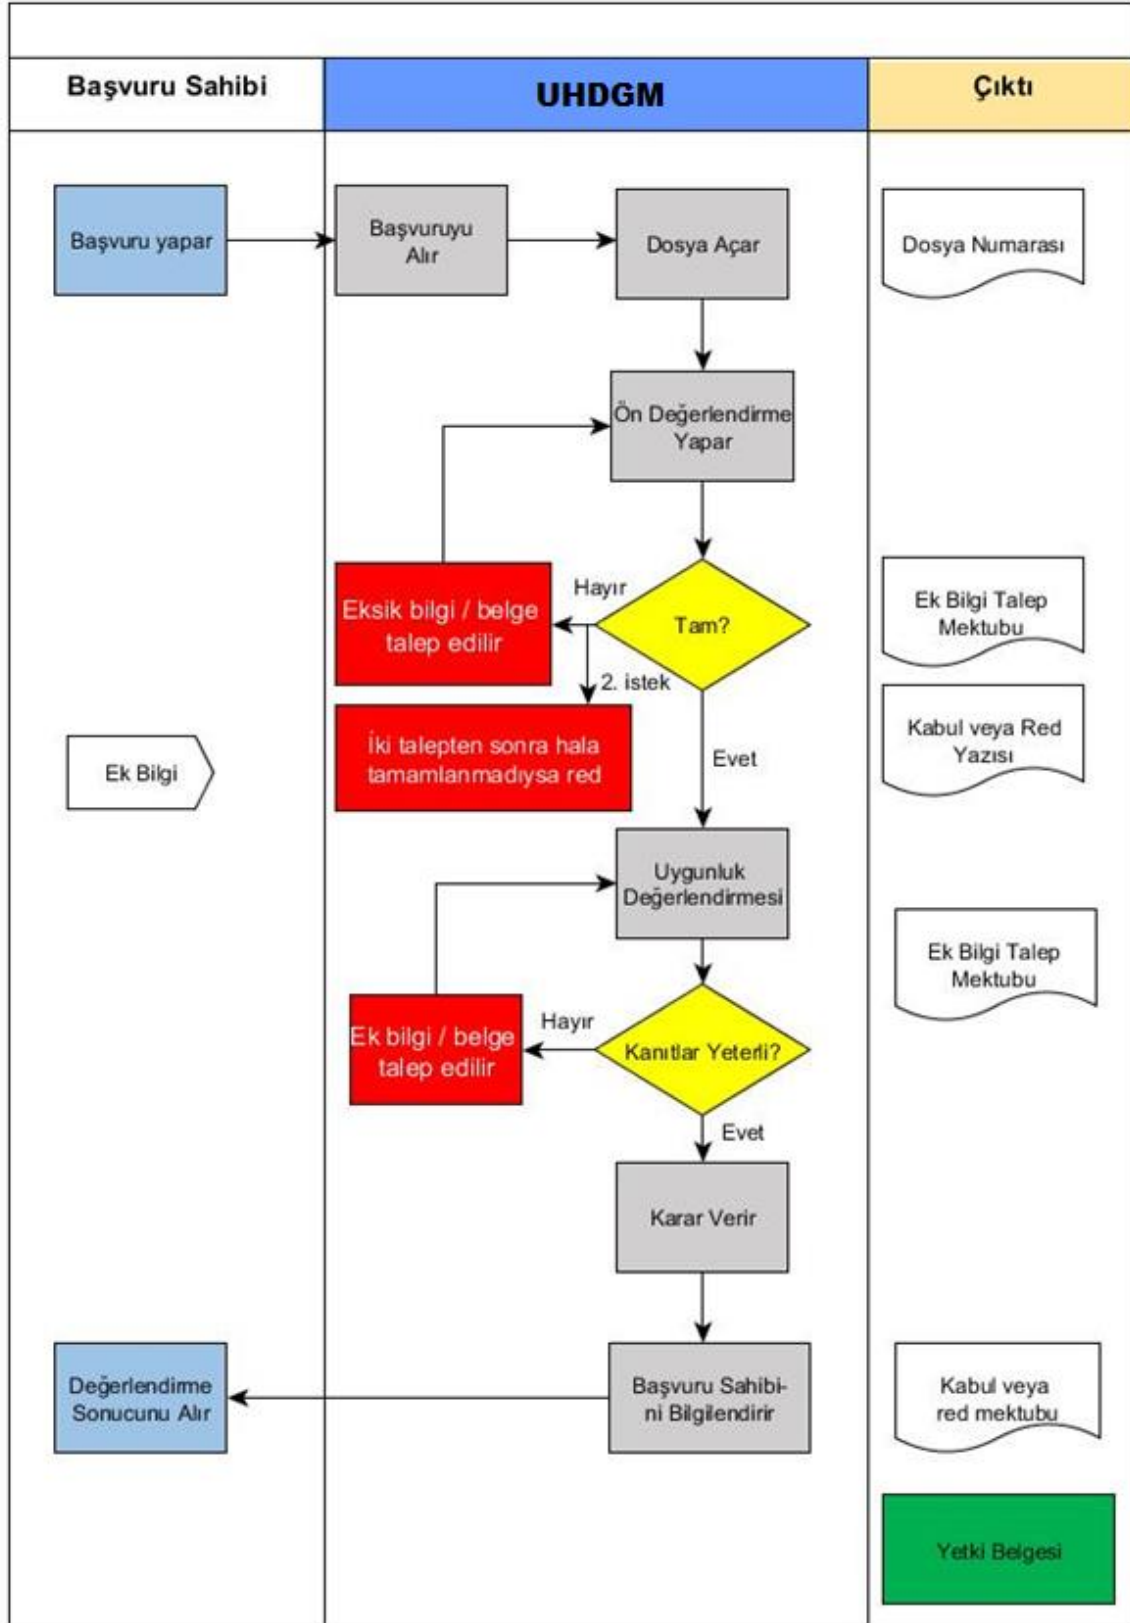 Başvuru Sahibi
UHDGM
Çıktı
Başvuru yapar
Başvuruyu
Alır
Dosya Açar
Dosya Numarası
Ön Değerlendirme
Yapar
Hayır
Tam?
Eksik bilgi / belge
talep edilir
Ek Bilgi Talep
Mektubu
2. istek
İki talepten sonra hala
tamamlanmadıysa red
Evet
Kabul veya Red
Yazısı
Ek Bilgi
Uygunluk
Değerlendirmesi
Ek Bilgi Talep
Mektubu
Hayır
Kanıtlar Yeterli?
Ek bilgi / belge
talep edilir
Evet
Karar Verir
Değerlendirme
Sonucunu Alır
Başvuru Sahibi-
ni Bilgilendirir
Kabul veya
red mektubu
Yetki Belgesi